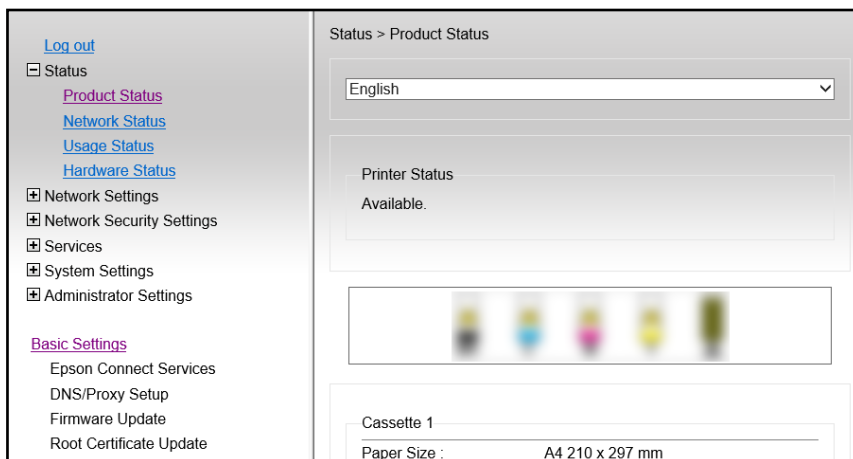 Log out
Status
Product Status
Network Status
Usage Status
Hardware Status
Network Settings
Network Security Settings
Services
System Settings
Administrator Settings
Basic Settings
Epson Connect Services
DNS/Proxy Setup
Firmware Update
Root Certificate Update
Status > Product Status
English
Printer Status
Available.
Cassette 1
Paper Size : A4 210 x 297 mm